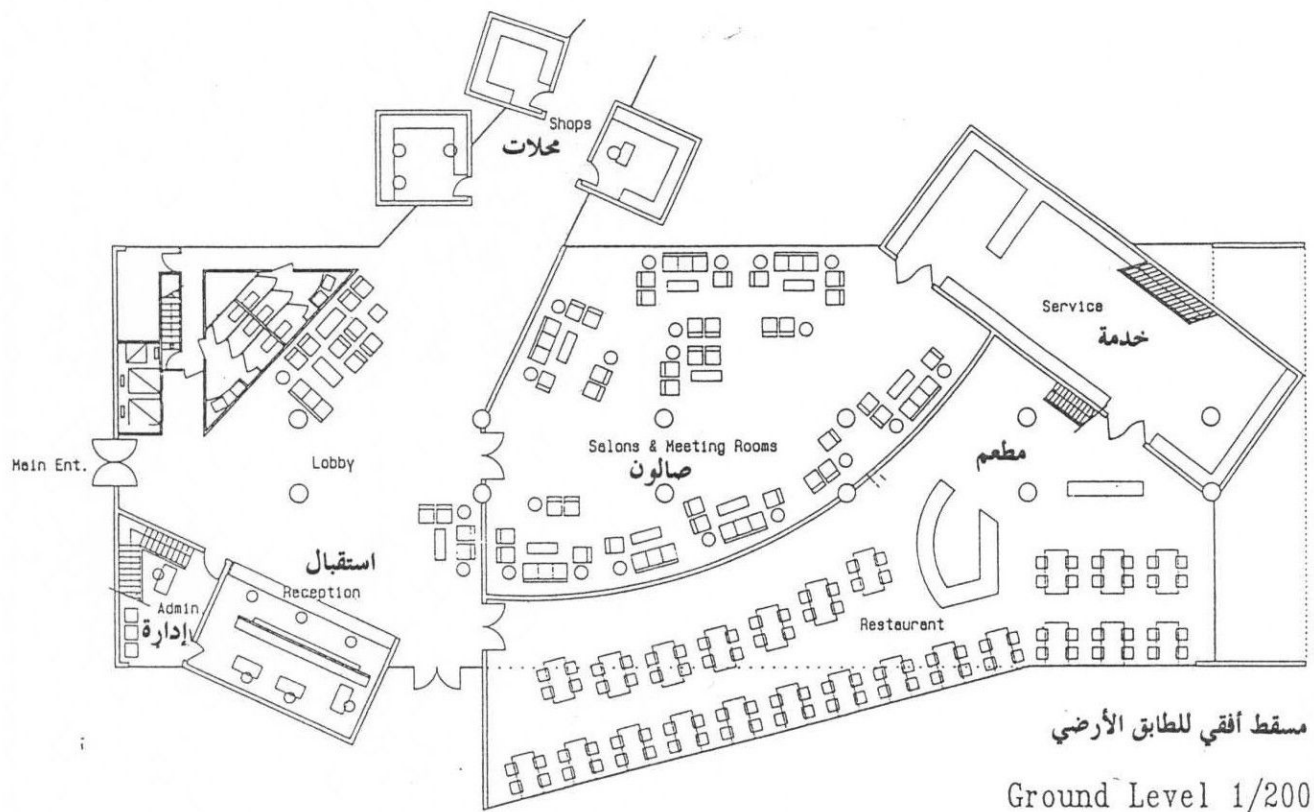 Shops
محلات
Service
خدمة
Main Ent.
Lobby
Salons & Meeting Rooms
صالون
مطعم
استقبال
Reception
Admin.
إدارة
Restaurant
مسقط أفقي للطابق الأرضي
Ground Level 1/200